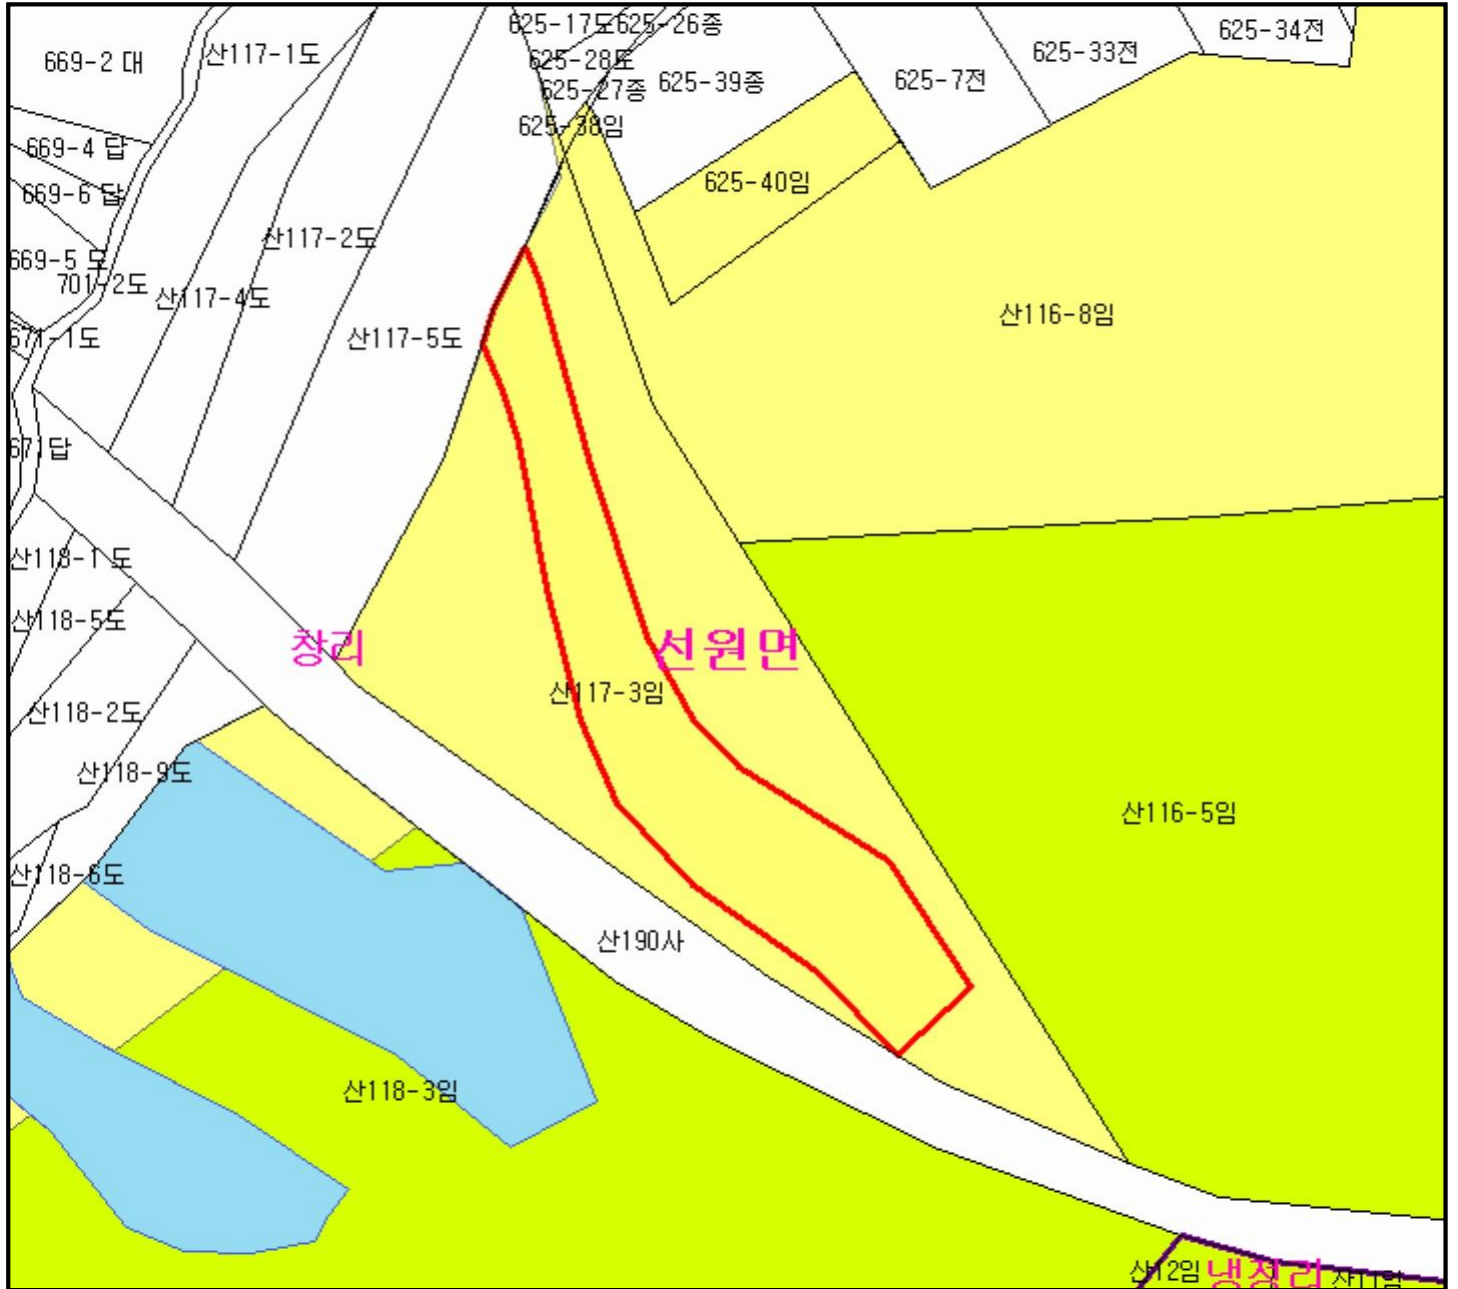 625-17도
625-26종
625-34전
669-2 대
산117-1도
625-28도
625-33전
625-27종
625-39종
625-7전
625-38임
669-4 답
669-6 답
625-40임
산117-2도
669-5 도
701-2도
산117-4도
산116-8임
671-1도
산117-5도
671답
산118-1 도
산118-5도
창리
선원면
산117-3임
산118-2도
산118-9도
산116-5임
산118-6도
산190사
산118-3임
산12임
냉정리
산11임